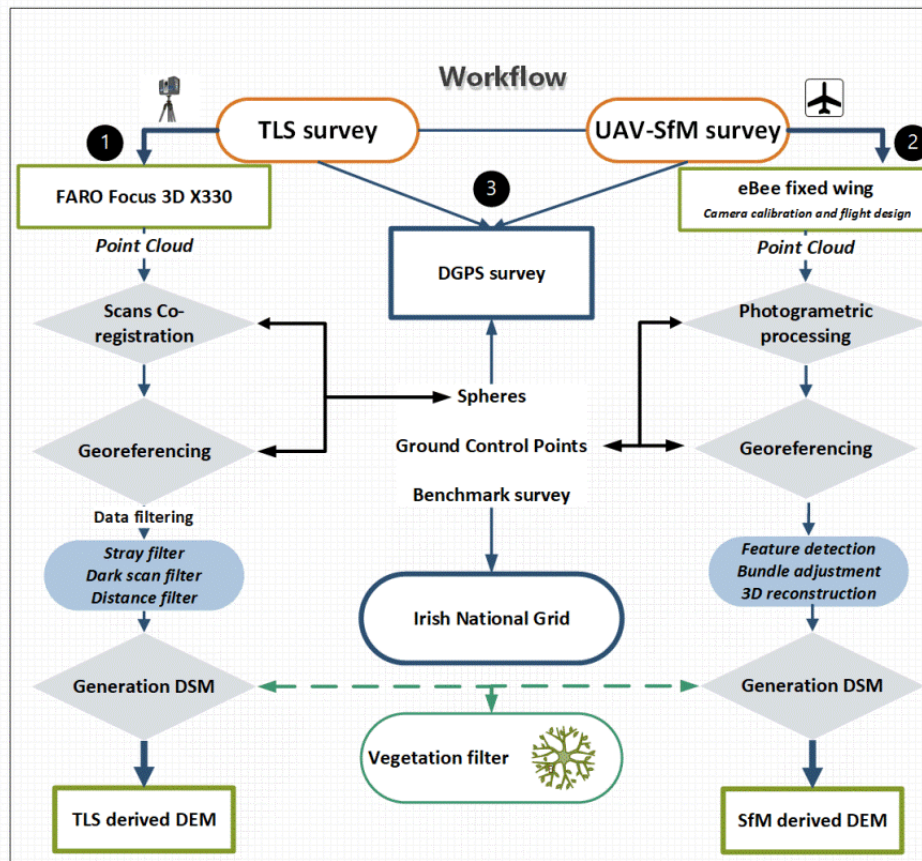 Workflow
TLS survey
UAV-SfM survey
1
2
3
FARO Focus 3D X330
eBee fixed wing
Camera calibration and flight design
DGPS survey
Point Cloud
Point Cloud
Scans Co-
registration
Photogrametric
processing
Spheres
Georeferencing
Ground Control Points
Georeferencing
Benchmark survey
Data filtering
Stray filter
Dark scan filter
Distance filter
Feature detection
Bundle adjustment
3D reconstruction
Irish National Grid
Generation DSM
Generation DSM
Vegetation filter
TLS derived DEM
SfM derived DEM